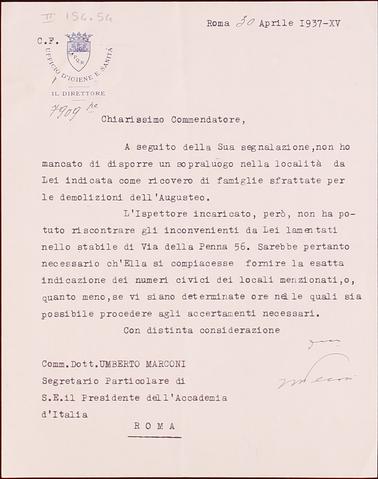 II 15G.54
Roma 30 Aprile 1937-XV
C.F.
S.P.Q.R.
UFFICIO D'IGIENE E SANITÀ
IL DIRETTORE
7909
Chiarissimo Commendatore,
A seguito della Sua segnalazione,non ho
mancato di disporre un sopraluogo nella località da
Lei indicata come ricovero di famiglie sfrattate per
le demolizioni dell'Augusteo.
L'Ispettore incaricato, però, non ha po-
tuto riscontrare gli inconvenienti da Lei lamentati
nello stabile di Via della Penna 56. Sarebbe pertanto
necessario ch'Ella si compiacesse fornire la esatta
indicazione dei numeri civici dei locali menzionati,o,
quanto meno,se vi siano determinate ore nelle quali sia
possibile procedere agli accertamenti necessari.
Con distinta considerazione
Comm.Dott.UMBERTO MARCONI
Segretario Particolare di
S.E.il Presidente dell'Accademia
d'Italia
ROMA